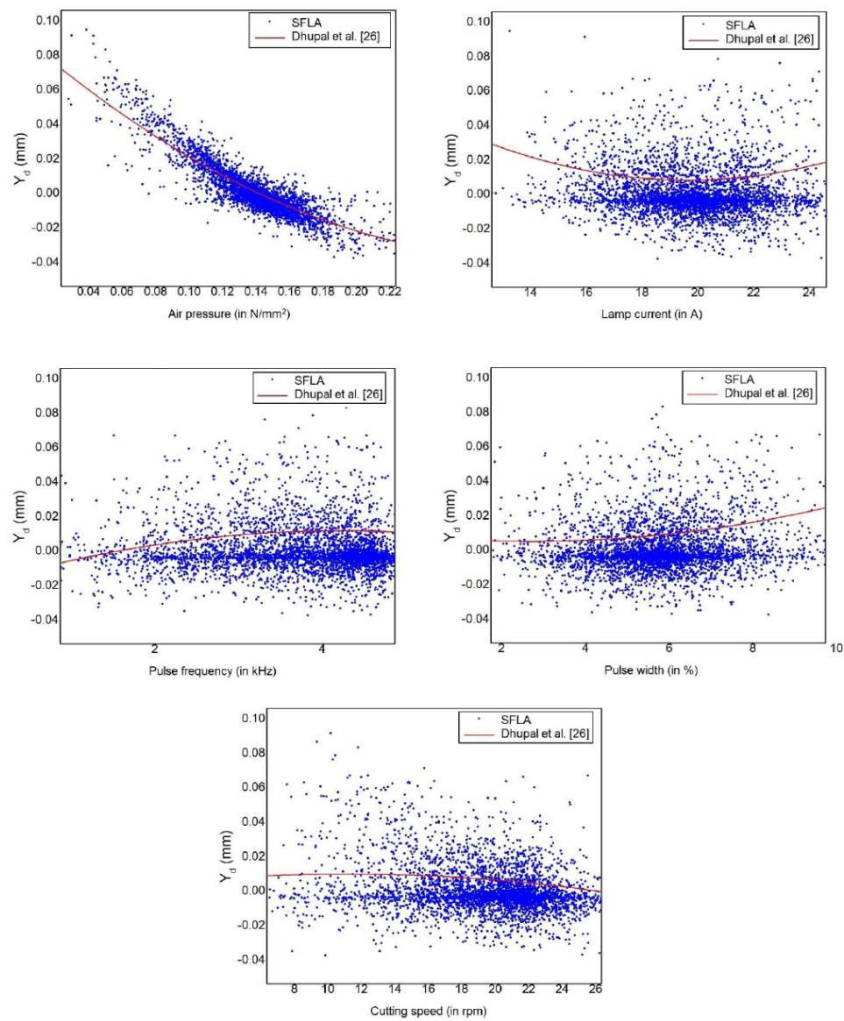 0.10
0.08
0.06
0.04
0.02
0.00
-0.02
-0.04
Y_d (mm)
SFLA
Dhupal et al. [26]
0.04 0.06 0.08 0.10 0.12 0.14 0.16 0.18 0.20 0.22
Air pressure (in N/mm²)
0.10
0.08
0.06
0.04
0.02
0.00
-0.02
-0.04
Y_d (mm)
SFLA
Dhupal et al. [26]
14 16 18 20 22 24
Lamp current (in A)
0.10
0.08
0.06
0.04
0.02
0.00
-0.02
-0.04
Y_d (mm)
SFLA
Dhupal et al. [26]
2 4
Pulse frequency (in kHz)
0.10
0.08
0.06
0.04
0.02
0.00
-0.02
-0.04
Y_d (mm)
SFLA
Dhupal et al. [26]
2 4 6 8 10
Pulse width (in %)
0.10
0.08
0.06
0.04
0.02
0.00
-0.02
-0.04
Y_d (mm)
SFLA
Dhupal et al. [26]
8 10 12 14 16 18 20 22 24 26
Cutting speed (in rpm)